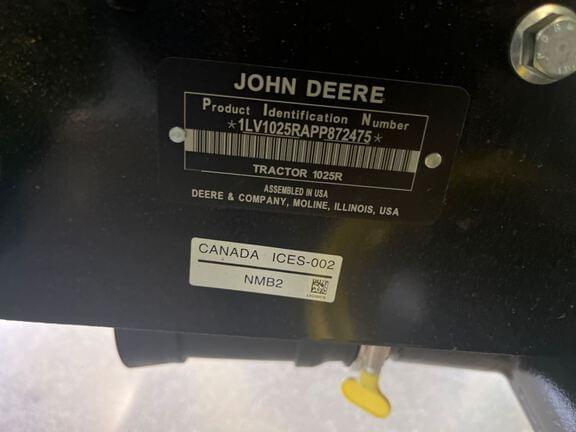 JOHN DEERE
Product Identification Number
*1LV1025RAPP872475*
TRACTOR 1025R
ASSEMBLED IN USA
DEERE & COMPANY, MOLINE, ILLINOIS, USA
CANADA ICES-002
NMB2